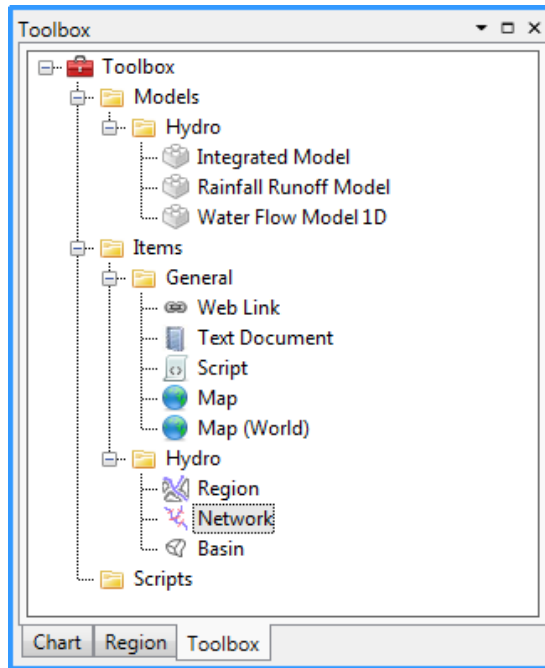 Toolbox
Toolbox
Models
Hydro
Integrated Model
Rainfall Runoff Model
Water Flow Model 1D
Items
General
Web Link
Text Document
Script
Map
Map (World)
Hydro
Region
Network
Basin
Scripts
Chart Region Toolbox